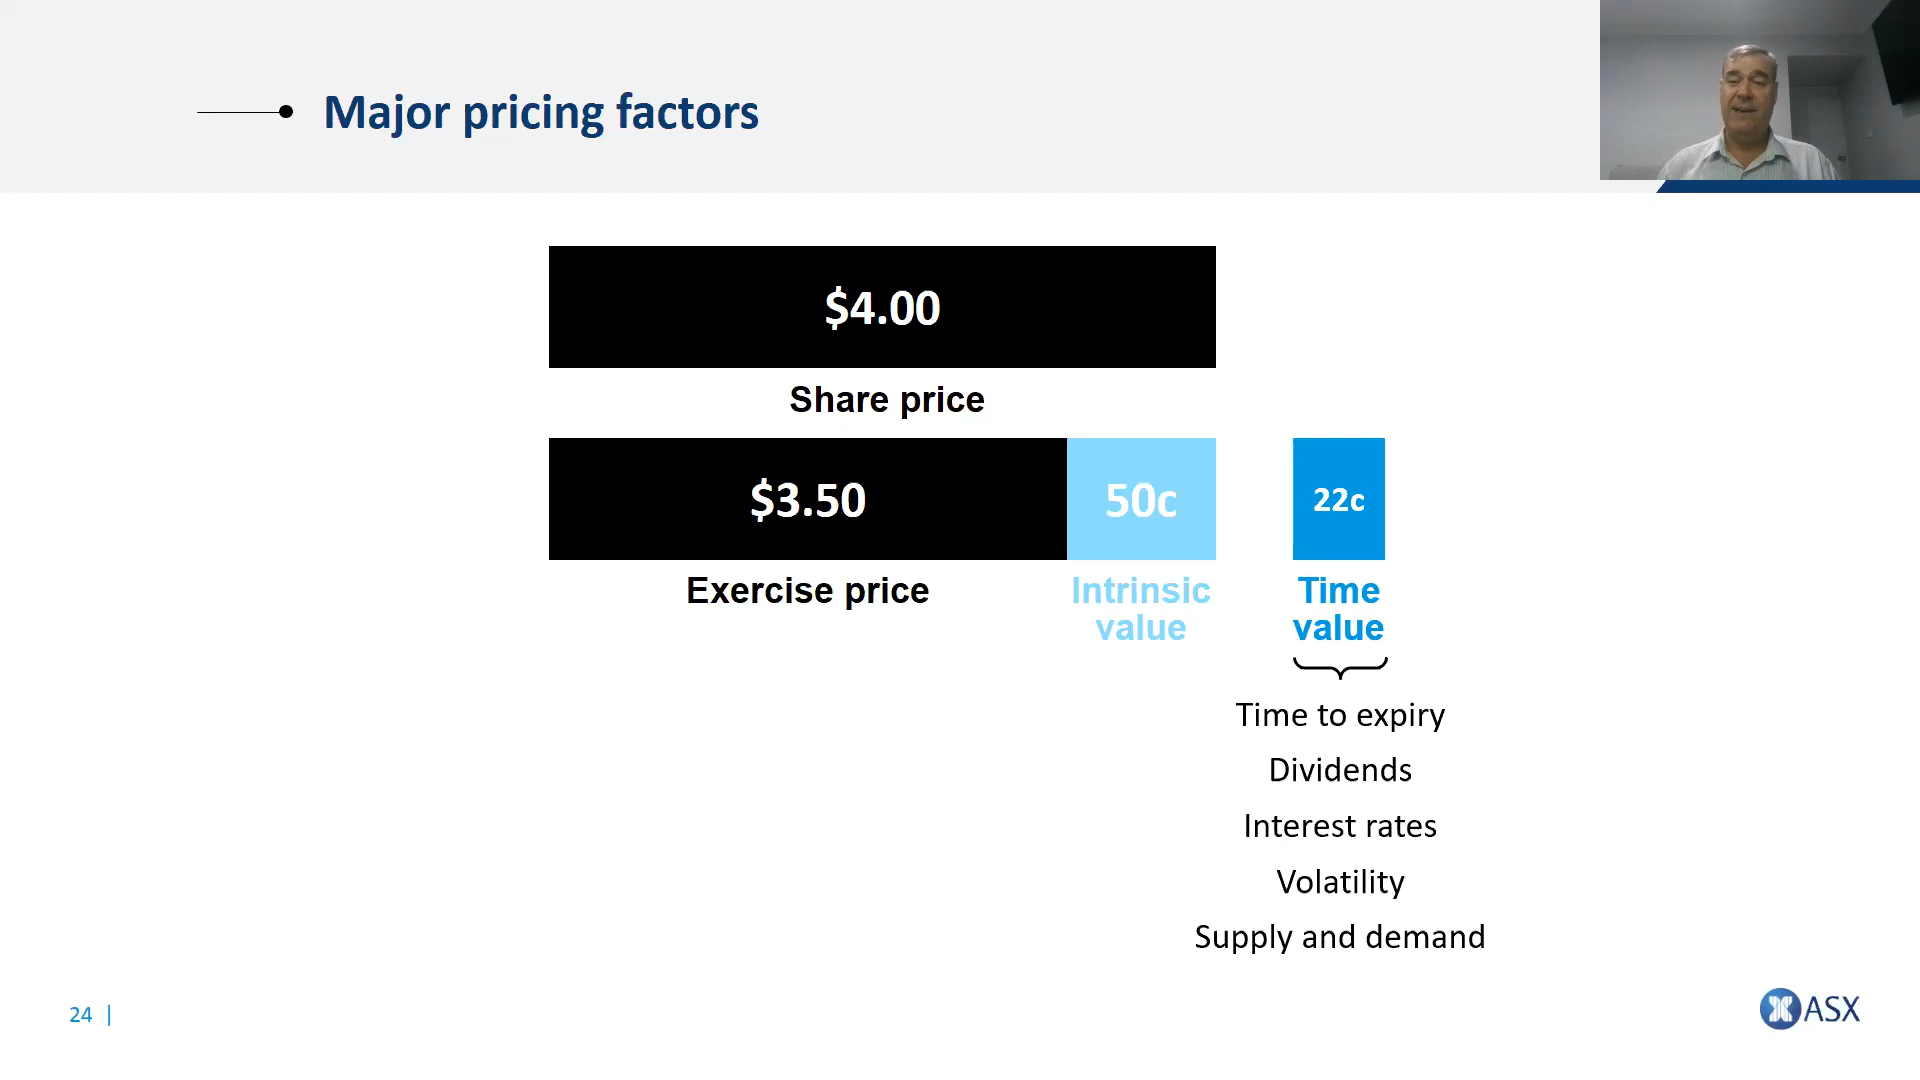 Major pricing factors
$4.00
Share price
$3.50
50c
22c
Exercise price
Intrinsic
value
Time
value
Time to expiry
Dividends
Interest rates
Volatility
Supply and demand
24 |
ASX